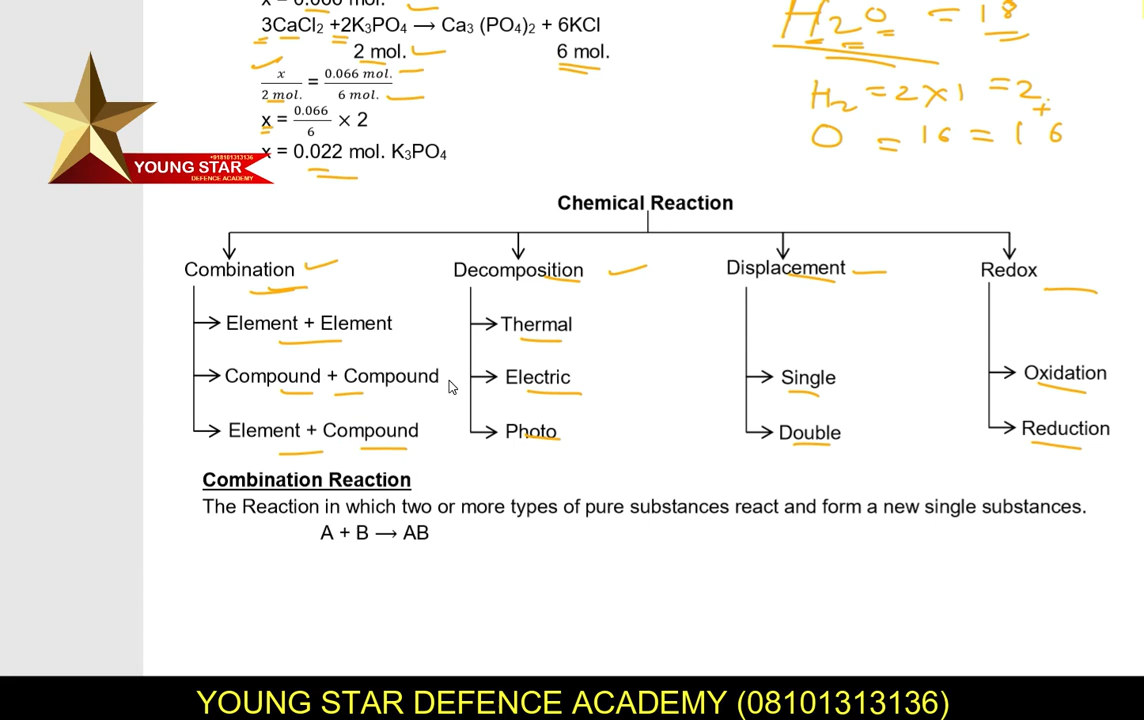 3CaCl₂ +2K₃PO₄ → Ca₃ (PO₄)₂ + 6KCl
2 mol. 6 mol.
x/2 mol. = 0.066 mol./6 mol.
x = 0.066/6 × 2
x = 0.022 mol. K₃PO₄
H2O = 18
H2 = 2×1 = 2
+
O = 16 = 16
+918101313136
YOUNG STAR
DEFENCE ACADEMY
Chemical Reaction
Combination Decomposition Displacement Redox
Element + Element Thermal
Compound + Compound Electric Single Oxidation
Element + Compound Photo Double Reduction
Combination Reaction
The Reaction in which two or more types of pure substances react and form a new single substances.
A + B → AB
YOUNG STAR DEFENCE ACADEMY (08101313136)